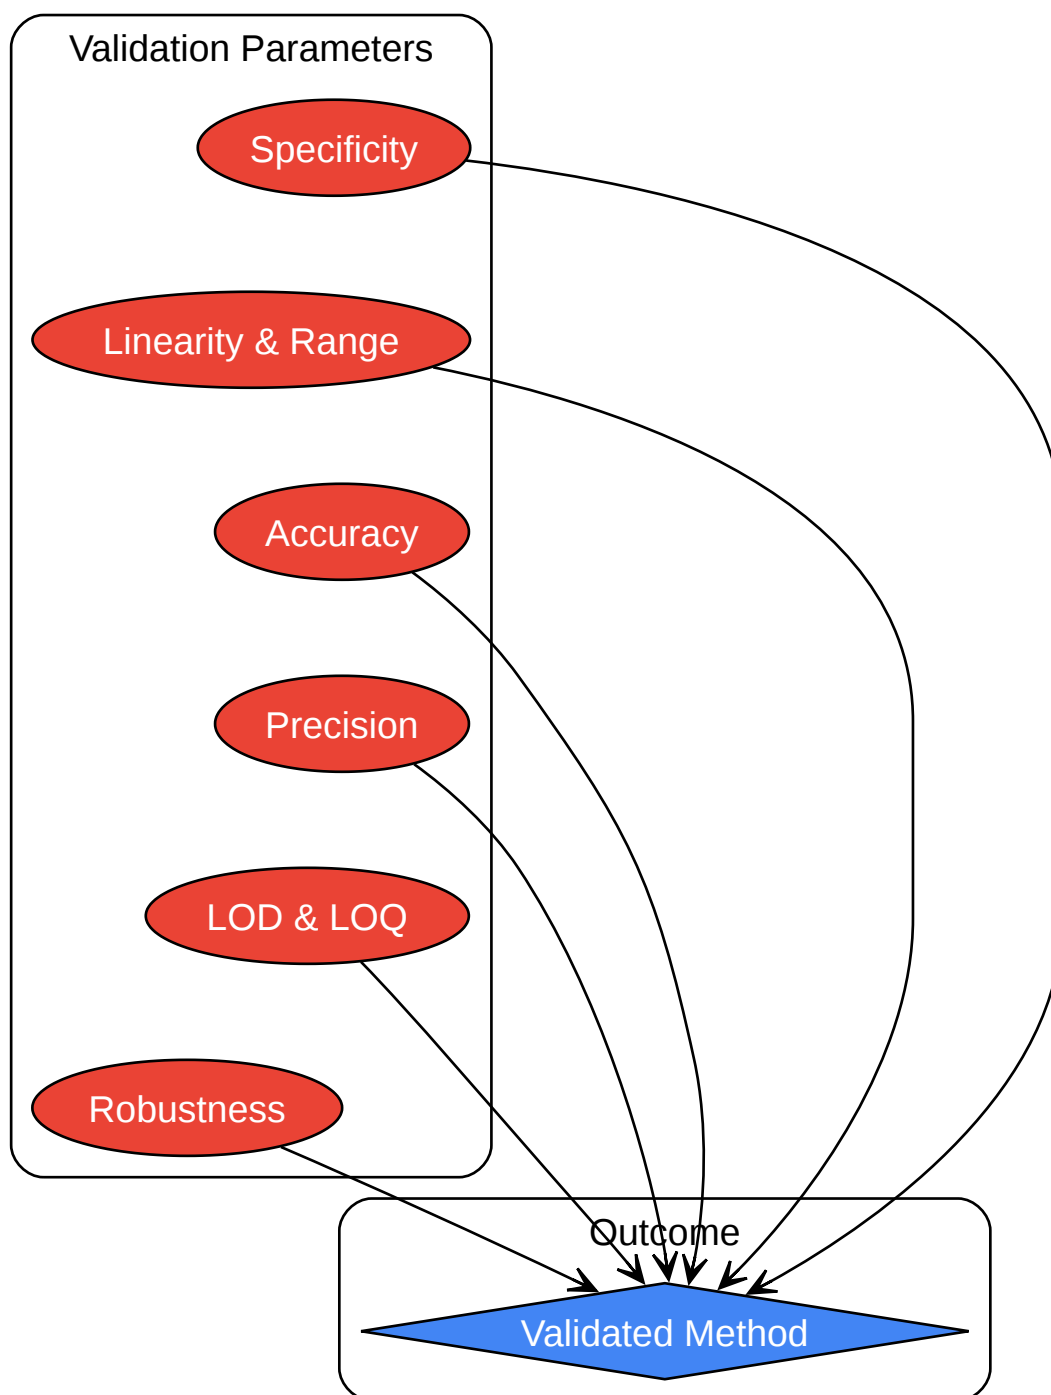 Validation Parameters
Specificity
Linearity & Range
Accuracy
Precision
LOD & LOQ
Robustness
Outcome
Validated Method